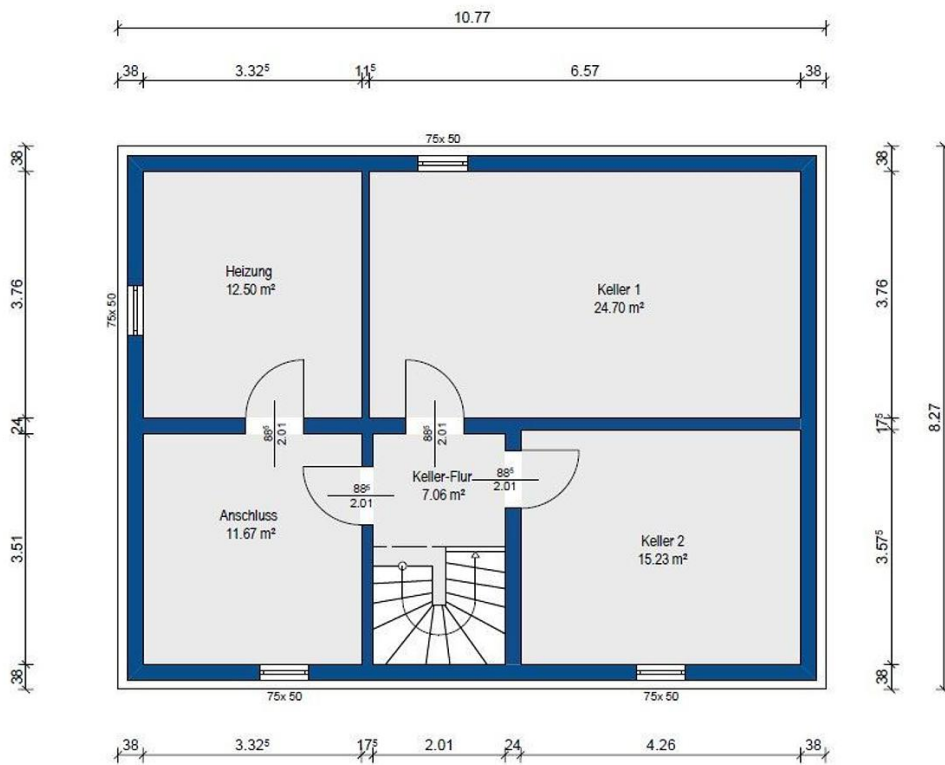 10.77
38 3.32⁵ 11⁵ 6.57 38
75x 50
38 38
Heizung
12.50 m²
Keller 1
24.70 m²
3.76 75x 50 3.76
8.27
24 17⁵
88⁵
2.01
88⁵
2.01
Keller-Flur
7.06 m²
88⁵
2.01
88⁵
2.01
Anschluss
11.67 m²
Keller 2
15.23 m²
3.51 3.57⁵
38 38
75x 50 75x 50
38 3.32⁵ 17⁵ 2.01 24 4.26 38